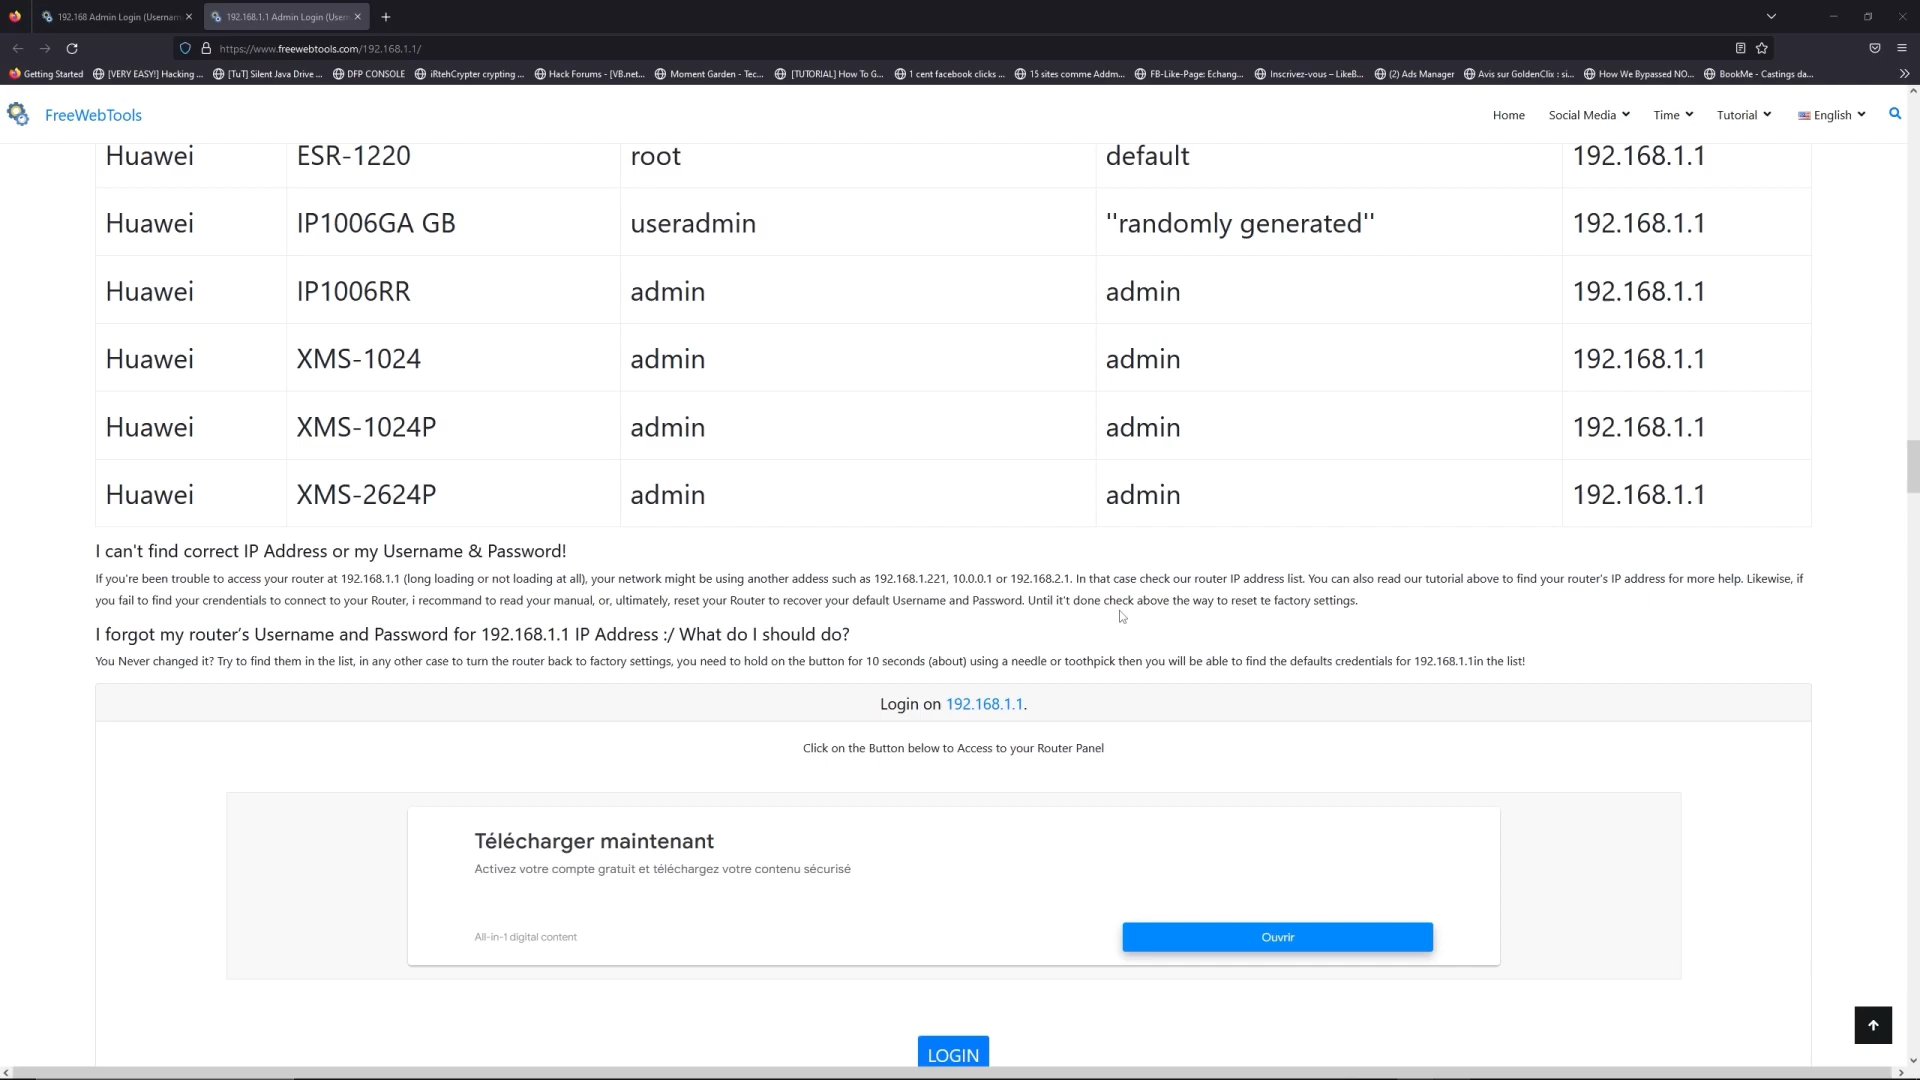 192.168 Admin Login (Usernam
192.168.1.1 Admin Login (User
https://www.freewebtools.com/192.168.1.1/
Getting Started
[VERY EASY!] Hacking ...
[TuT] Silent Java Drive ...
DFP CONSOLE
iRtehCrypter crypting ...
Hack Forums - [VB.net...
Moment Garden - Tec...
[TUTORIAL] How To G...
1 cent facebook clicks ...
15 sites comme Addm...
FB-Like-Page: Echang...
Inscrivez-vous – LikeB...
(2) Ads Manager
Avis sur GoldenClix : si...
How We Bypassed NO...
BookMe - Castings da...
FreeWebTools
Home Social Media Time Tutorial English
Huawei ESR-1220 root default 192.168.1.1
Huawei IP1006GA GB useradmin ''randomly generated'' 192.168.1.1
Huawei IP1006RR admin admin 192.168.1.1
Huawei XMS-1024 admin admin 192.168.1.1
Huawei XMS-1024P admin admin 192.168.1.1
Huawei XMS-2624P admin admin 192.168.1.1
I can't find correct IP Address or my Username & Password!
If you're been trouble to access your router at 192.168.1.1 (long loading or not loading at all), your network might be using another addess such as 192.168.1.221, 10.0.0.1 or 192.168.2.1. In that case check our router IP address list. You can also read our tutorial above to find your router's IP address for more help. Likewise, if
you fail to find your crendentials to connect to your Router, i recommand to read your manual, or, ultimately, reset your Router to recover your default Username and Password. Until it't done check above the way to reset te factory settings.
I forgot my router’s Username and Password for 192.168.1.1 IP Address :/ What do I should do?
You Never changed it? Try to find them in the list, in any other case to turn the router back to factory settings, you need to hold on the button for 10 seconds (about) using a needle or toothpick then you will be able to find the defaults credentials for 192.168.1.1in the list!
Login on 192.168.1.1.
Click on the Button below to Access to your Router Panel
Télécharger maintenant
Activez votre compte gratuit et téléchargez votre contenu sécurisé
All-in-1 digital content
Ouvrir
LOGIN